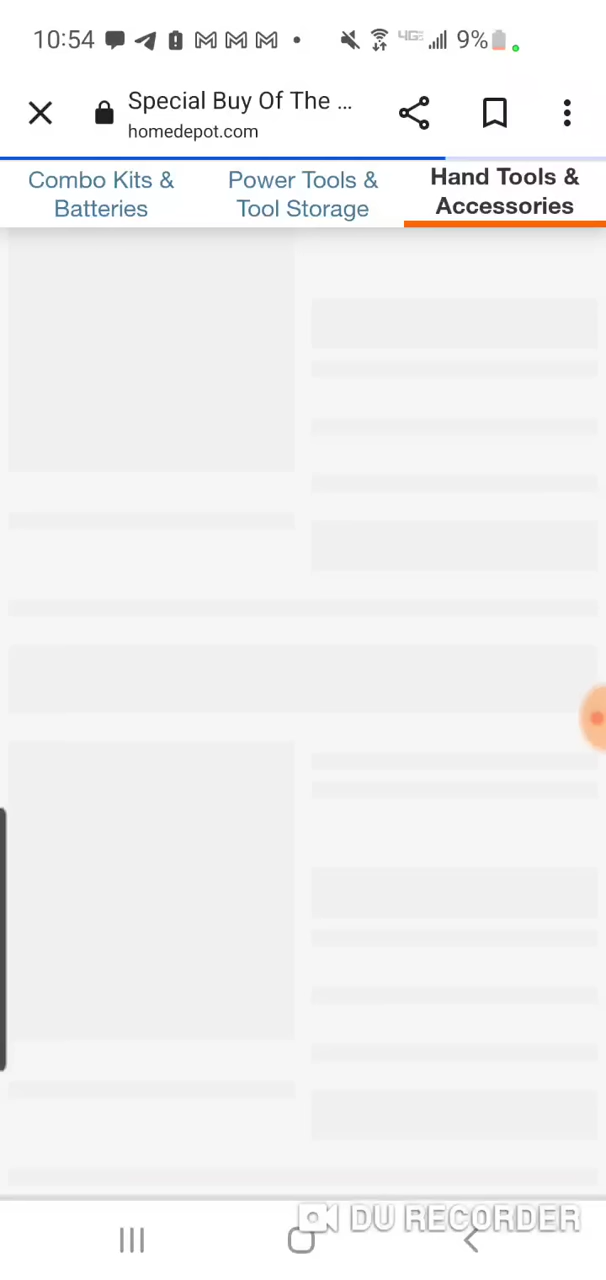 10:54
4GE
9%
Special Buy Of The ...
homedepot.com
Combo Kits &
Batteries
Power Tools &
Tool Storage
Hand Tools &
Accessories
DU RECORDER